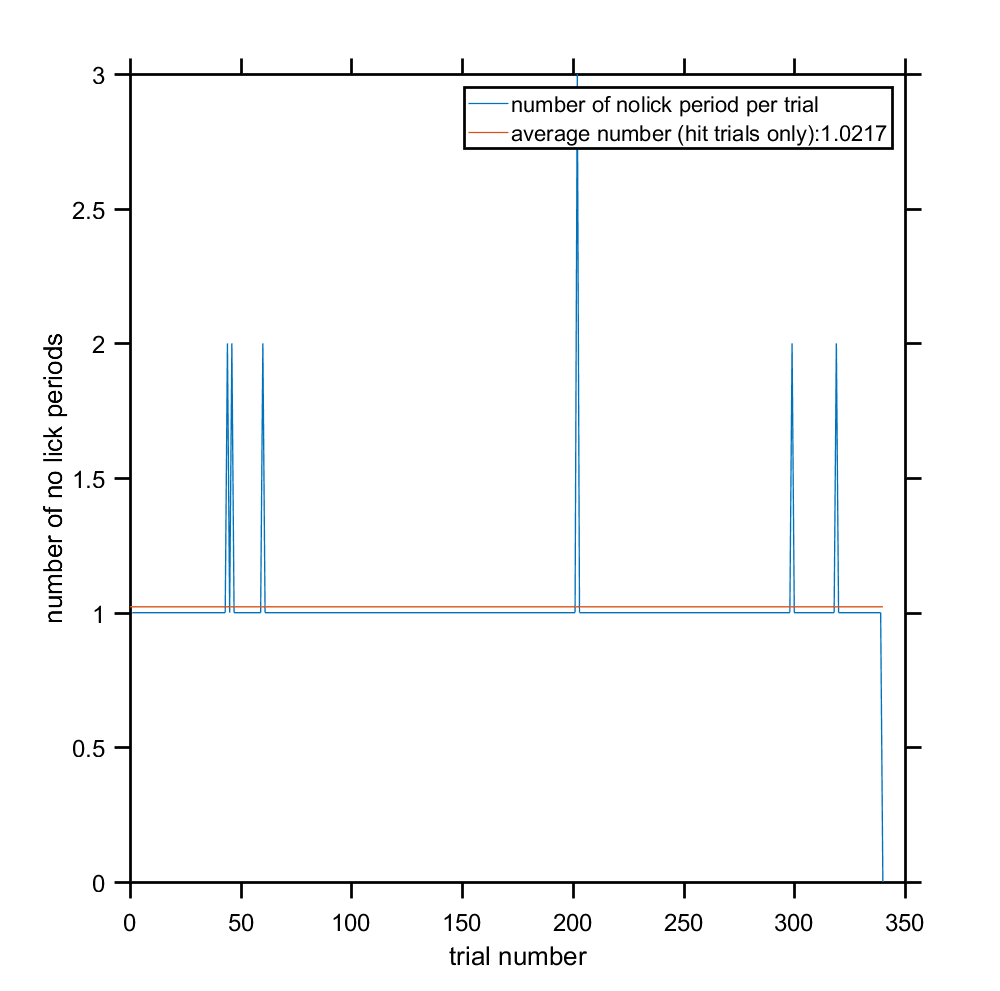 3
number of nolick period per trial
average number (hit trials only):1.0217
2.5
2
1.5
1
0.5
0
number of no lick periods
0 50 100 150 200 250 300 350
trial number